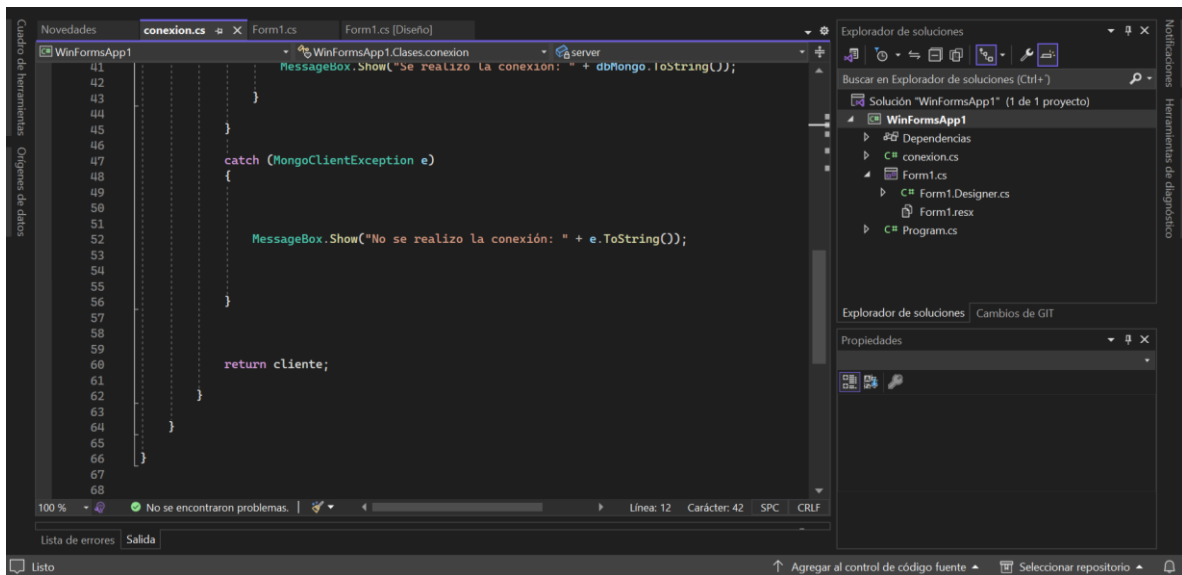 Novedades
conexion.cs
Form1.cs
Form1.cs [Diseño]
WinFormsApp1
WinFormsApp1.Clases.conexion
server
41 MessageBox.Show("Se realizo la conexión: " + dbMongo.ToString());
42
43 }
44
45 }
46
47 catch (MongoClientException e)
48 {
49
50
51
52 MessageBox.Show("No se realizo la conexión: " + e.ToString());
53
54
55
56 }
57
58
59
60 return cliente;
61
62 }
63
64 }
65
66 }
67
68
100 %
No se encontraron problemas.
Línea: 12
Carácter: 42
SPC
CRLF
Lista de errores
Salida
Listo
Agregar al control de código fuente
Seleccionar repositorio
Cuadro de herramientas
Orígenes de datos
Explorador de soluciones
Buscar en Explorador de soluciones (Ctrl+´)
Solución "WinFormsApp1" (1 de 1 proyecto)
WinFormsApp1
Dependencias
C# conexion.cs
Form1.cs
C# Form1.Designer.cs
Form1.resx
C# Program.cs
Explorador de soluciones
Cambios de GIT
Propiedades
Notificaciones
Herramientas de diagnóstico